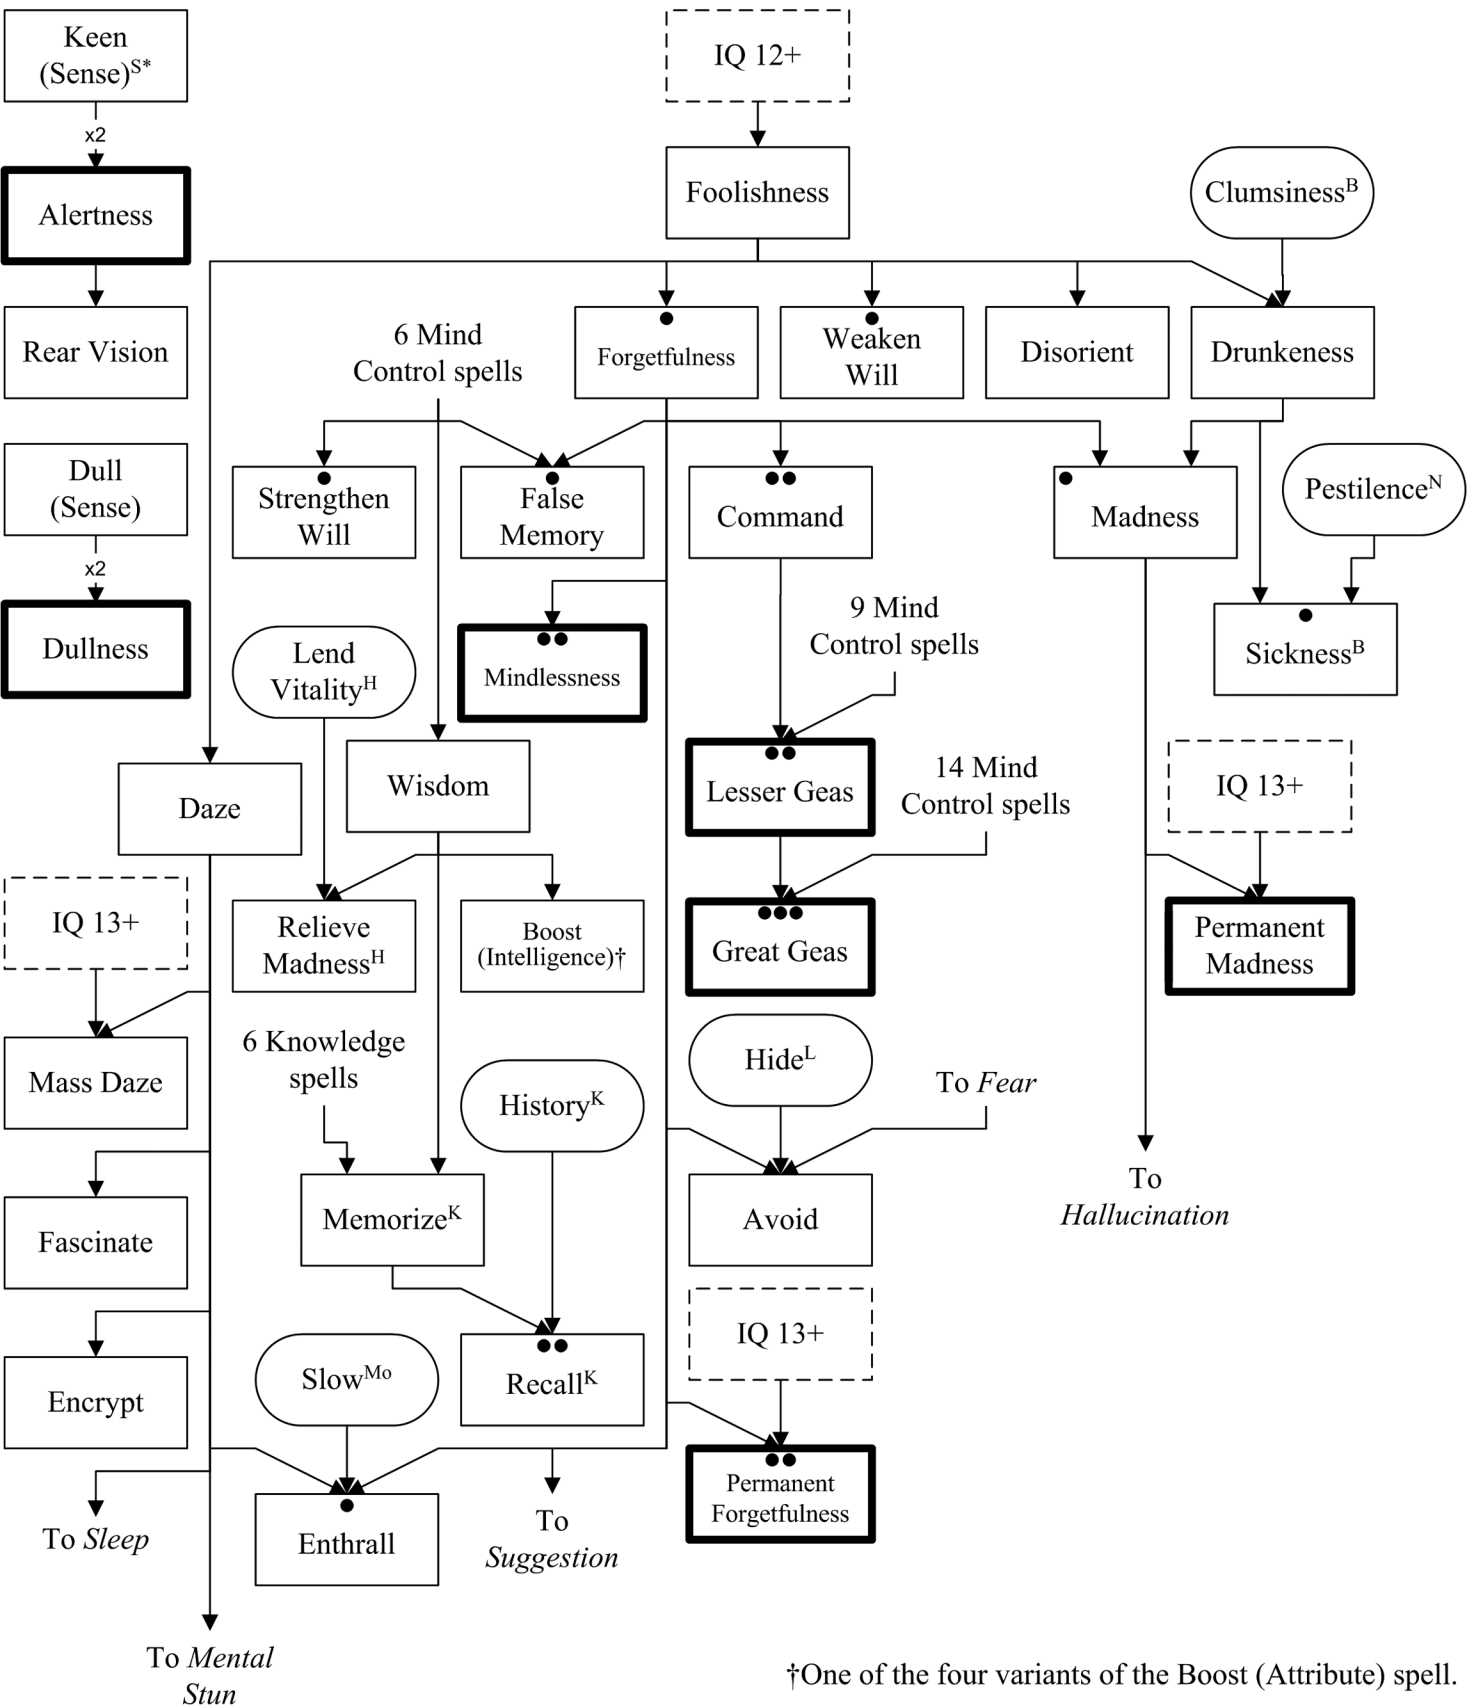 Keen
(Sense)S*
IQ 12+
x2
Foolishness
ClumsinessB
Alertness
Rear Vision
6 Mind
Control spells
Forgetfulness
Weaken
Will
Disorient
Drunkeness
Dull
(Sense)
Strengthen
Will
False
Memory
Command
Madness
PestilenceN
x2
Dullness
Lend
VitalityH
Mindlessness
9 Mind
Control spells
SicknessB
Daze
Wisdom
Lesser Geas
14 Mind
Control spells
IQ 13+
IQ 13+
Relieve
MadnessH
Boost
(Intelligence)†
Great Geas
Permanent
Madness
Mass Daze
6 Knowledge
spells
HistoryK
HideL
To Fear
Fascinate
MemorizeK
Avoid
To
Hallucination
Encrypt
SlowMo
RecallK
IQ 13+
To Sleep
Enthrall
To
Suggestion
Permanent
Forgetfulness
To Mental
Stun
†One of the four variants of the Boost (Attribute) spell.